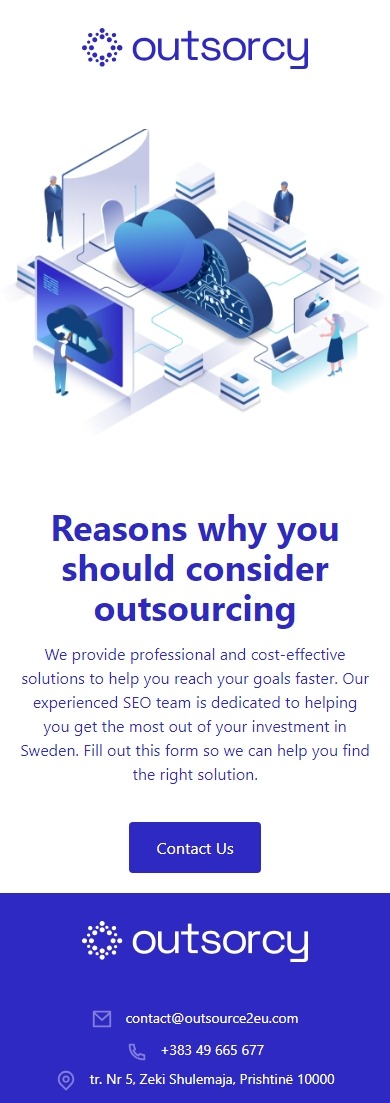 outsorcy
Reasons why you
should consider
outsourcing
We provide professional and cost-effective
solutions to help you reach your goals faster. Our
experienced SEO team is dedicated to helping
you get the most out of your investment in
Sweden. Fill out this form so we can help you find
the right solution.
Contact Us
outsorcy
contact@outsource2eu.com
+383 49 665 677
tr. Nr 5, Zeki Shulemaja, Prishtinë 10000